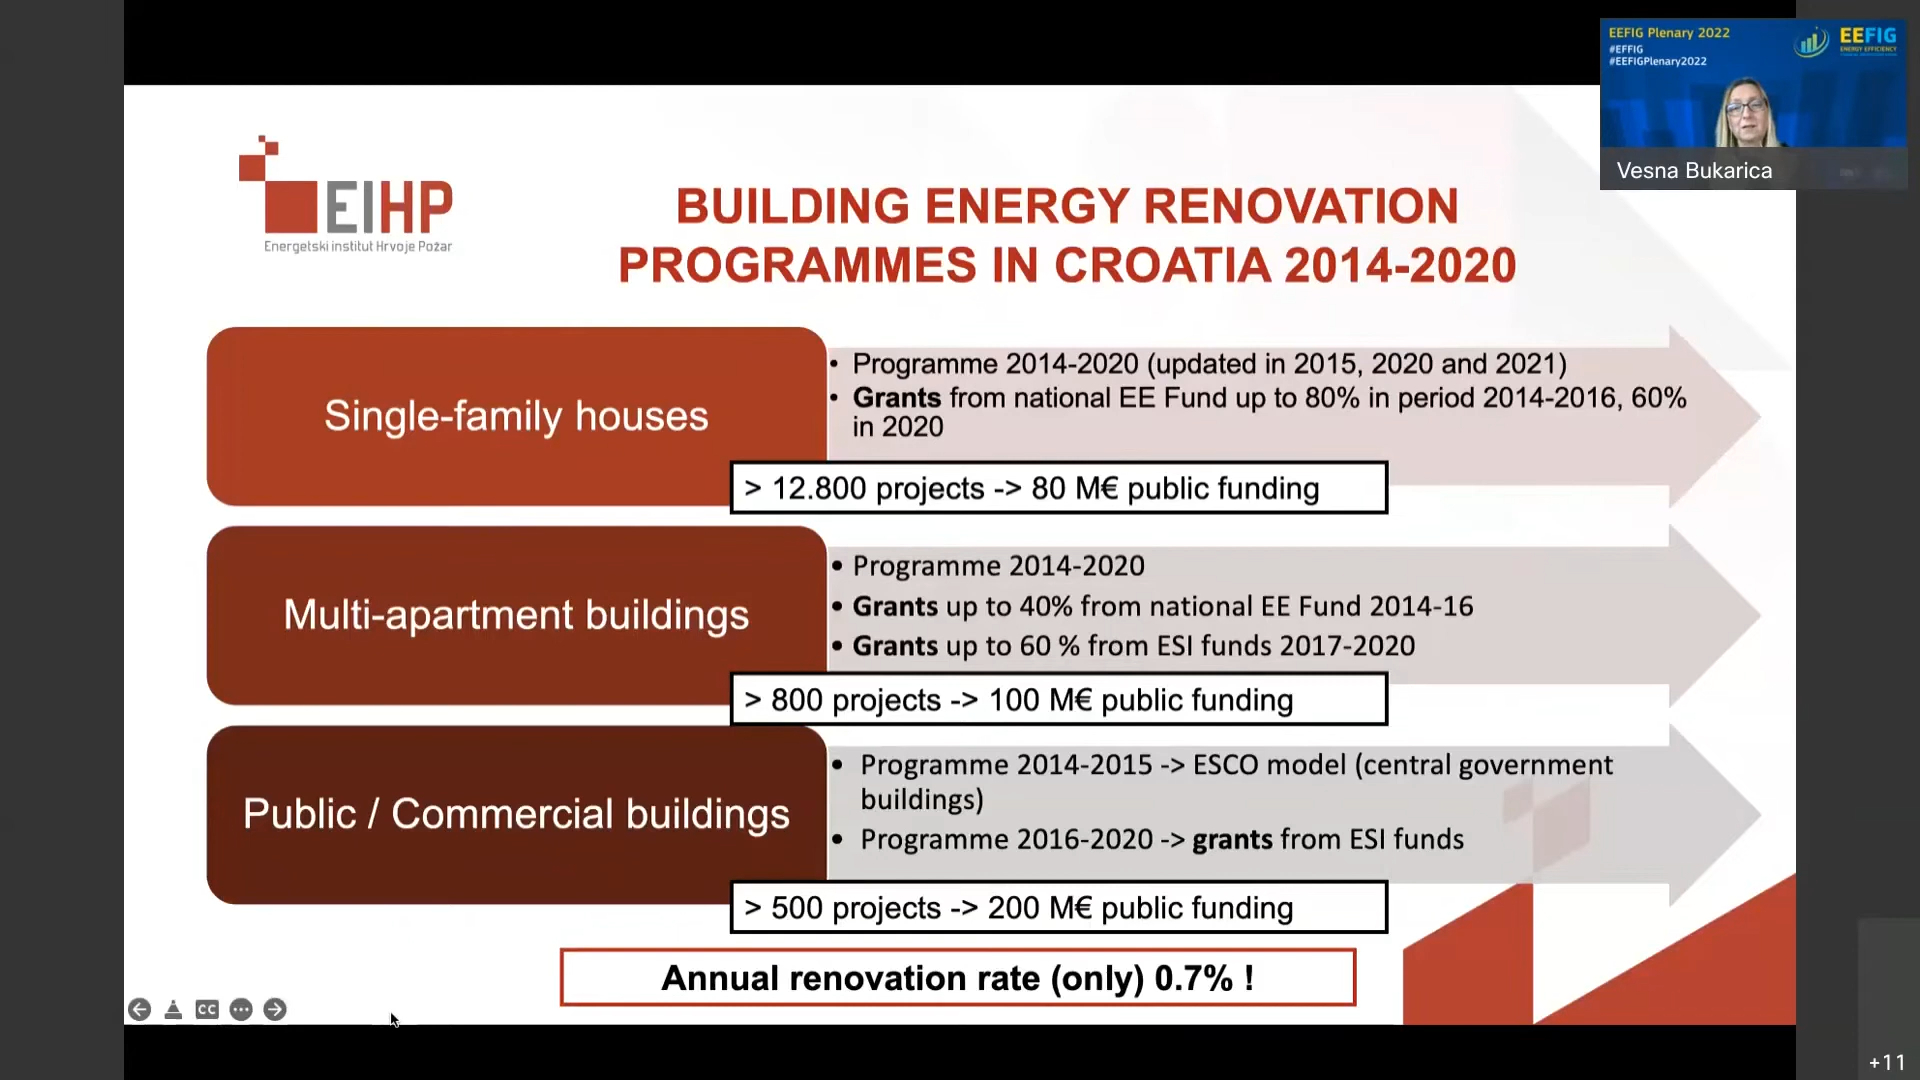 EEFIG Plenary 2022
#EFFIG
#EEFIGPlenary2022
EEFIG
ENERGY EFFICIENCY
Vesna Bukarica
EIHP
Energetski institut Hrvoje Požar
BUILDING ENERGY RENOVATION
PROGRAMMES IN CROATIA 2014-2020
Single-family houses
• Programme 2014-2020 (updated in 2015, 2020 and 2021)
• Grants from national EE Fund up to 80% in period 2014-2016, 60%
in 2020
> 12.800 projects -> 80 M€ public funding
Multi-apartment buildings
• Programme 2014-2020
• Grants up to 40% from national EE Fund 2014-16
• Grants up to 60 % from ESI funds 2017-2020
> 800 projects -> 100 M€ public funding
Public / Commercial buildings
• Programme 2014-2015 -> ESCO model (central government
buildings)
• Programme 2016-2020 -> grants from ESI funds
> 500 projects -> 200 M€ public funding
Annual renovation rate (only) 0.7% !
CC
+11